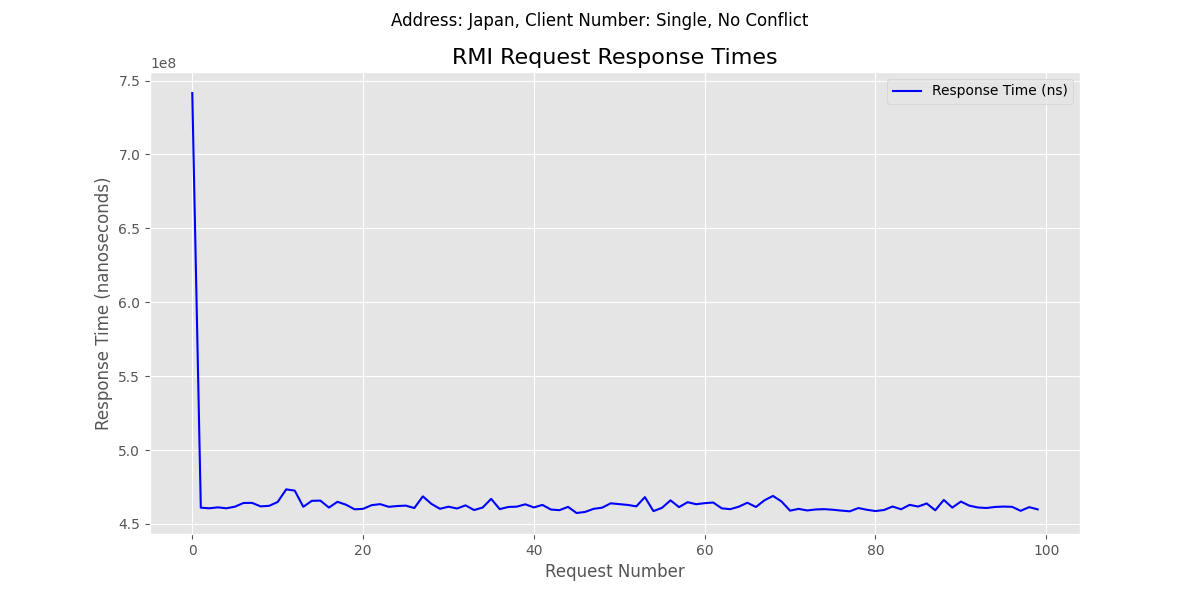 Address: Japan, Client Number: Single, No Conflict
RMI Request Response Times
1e8
7.5
7.0
6.5
6.0
5.5
5.0
4.5
Response Time (nanoseconds)
Response Time (ns)
0 20 40 60 80 100
Request Number